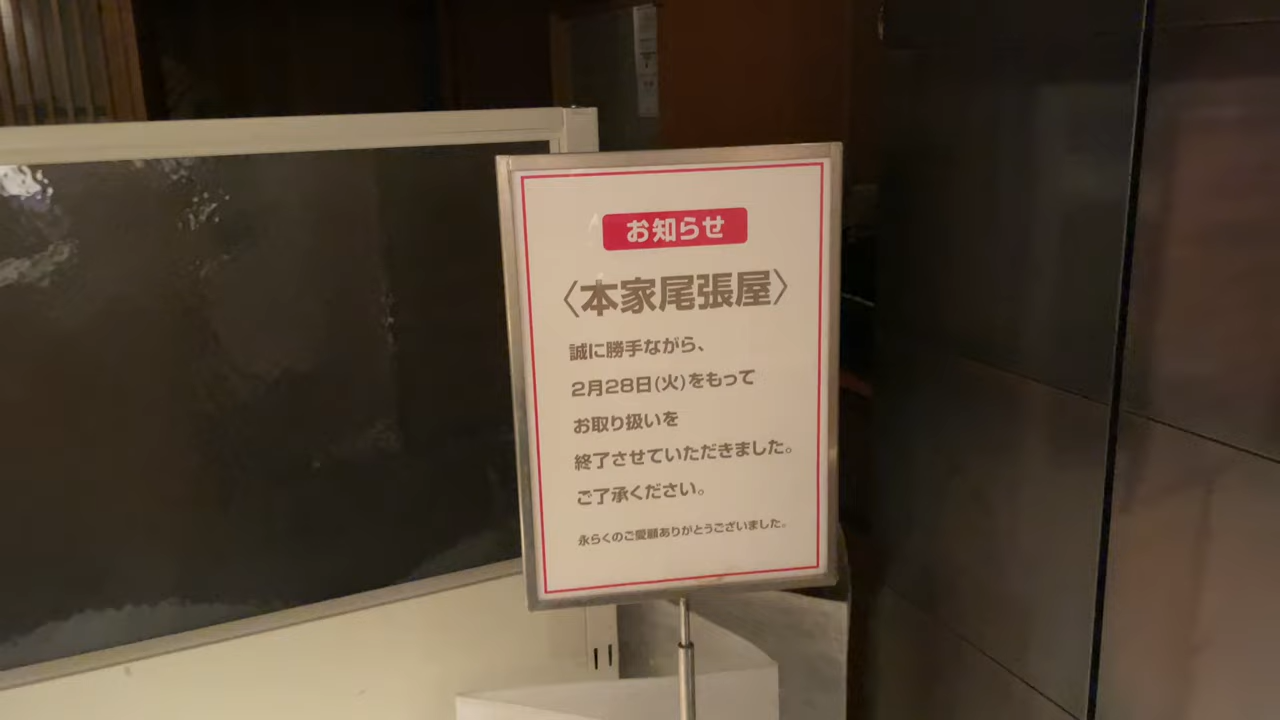 お知らせ
〈本家尾張屋〉
誠に勝手ながら、
2月28日(火)をもって
お取り扱いを
終了させていただきました。
ご了承ください。
永らくのご愛顧ありがとうございました。